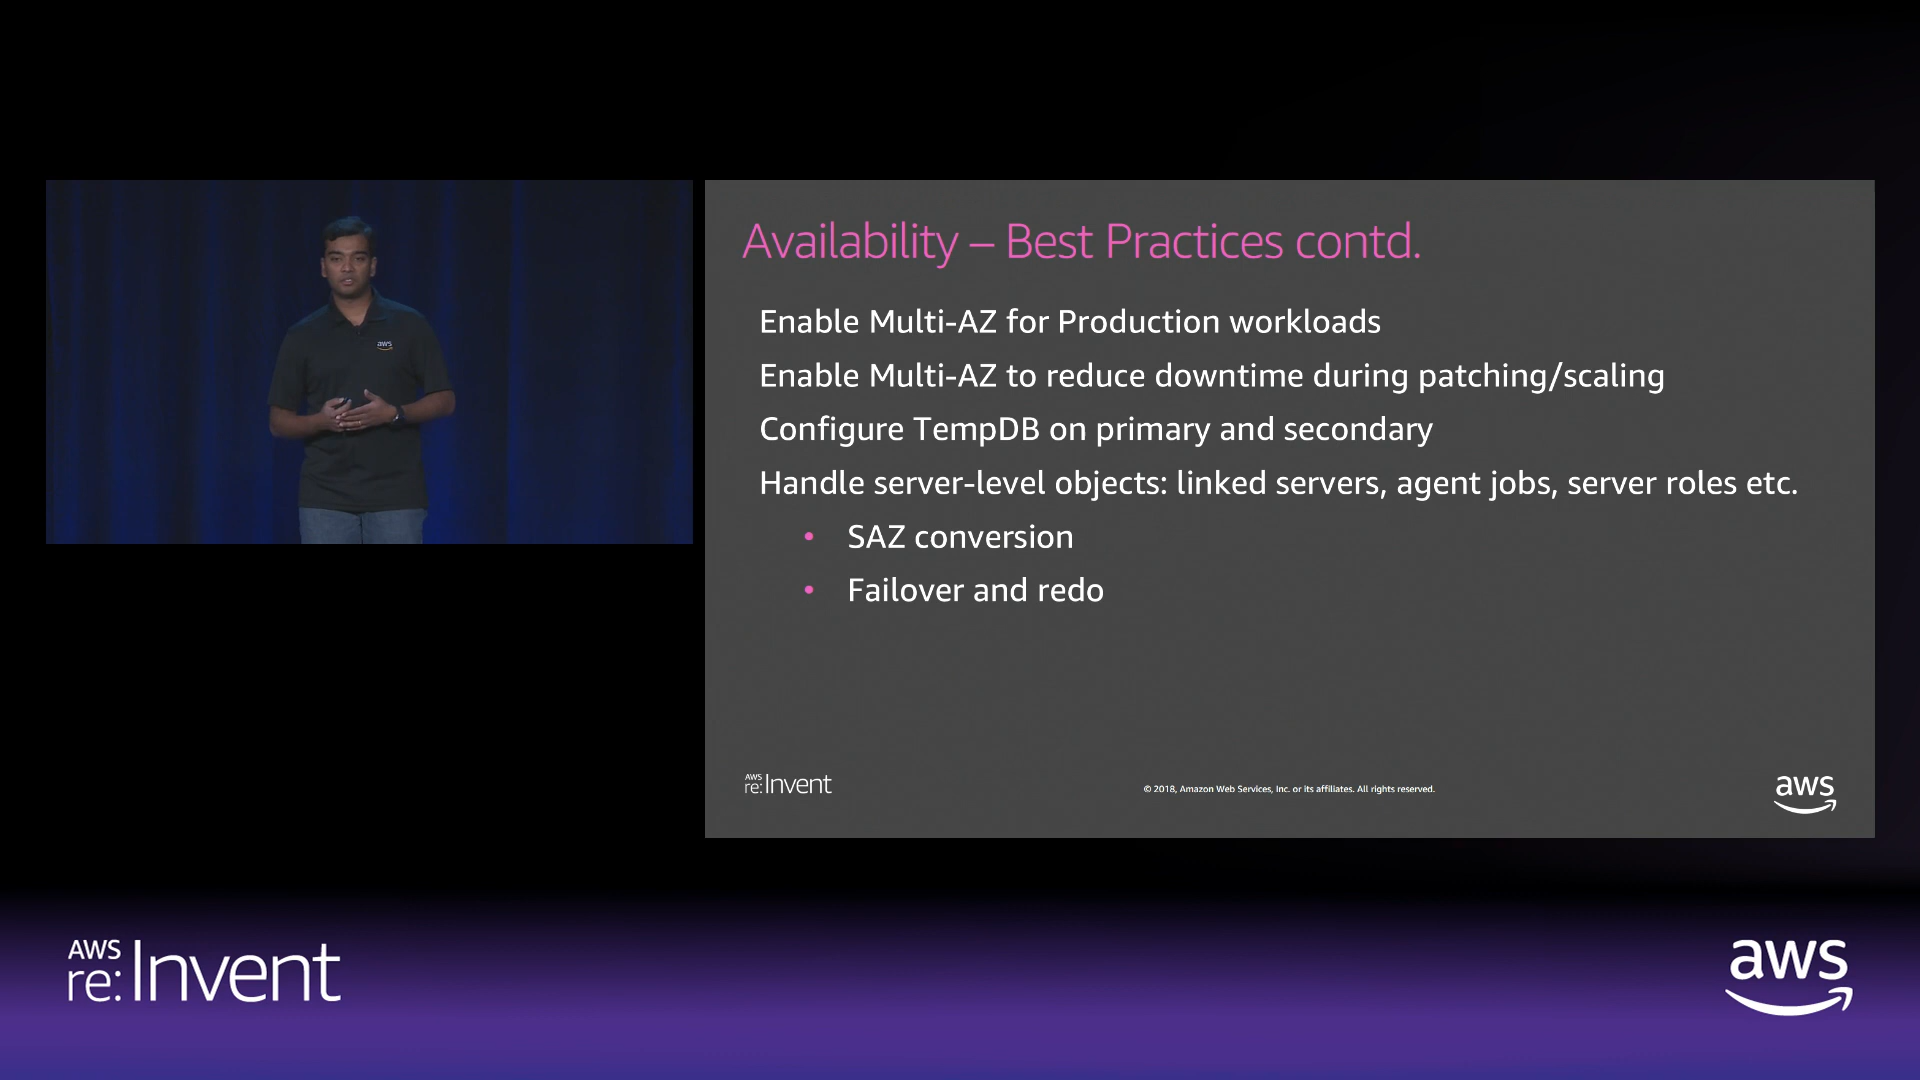 aws
Availability – Best Practices contd.
Enable Multi-AZ for Production workloads
Enable Multi-AZ to reduce downtime during patching/scaling
Configure TempDB on primary and secondary
Handle server-level objects: linked servers, agent jobs, server roles etc.
• SAZ conversion
• Failover and redo
AWS
re:Invent
© 2018, Amazon Web Services, Inc. or its affiliates. All rights reserved.
aws
AWS
re:Invent
aws